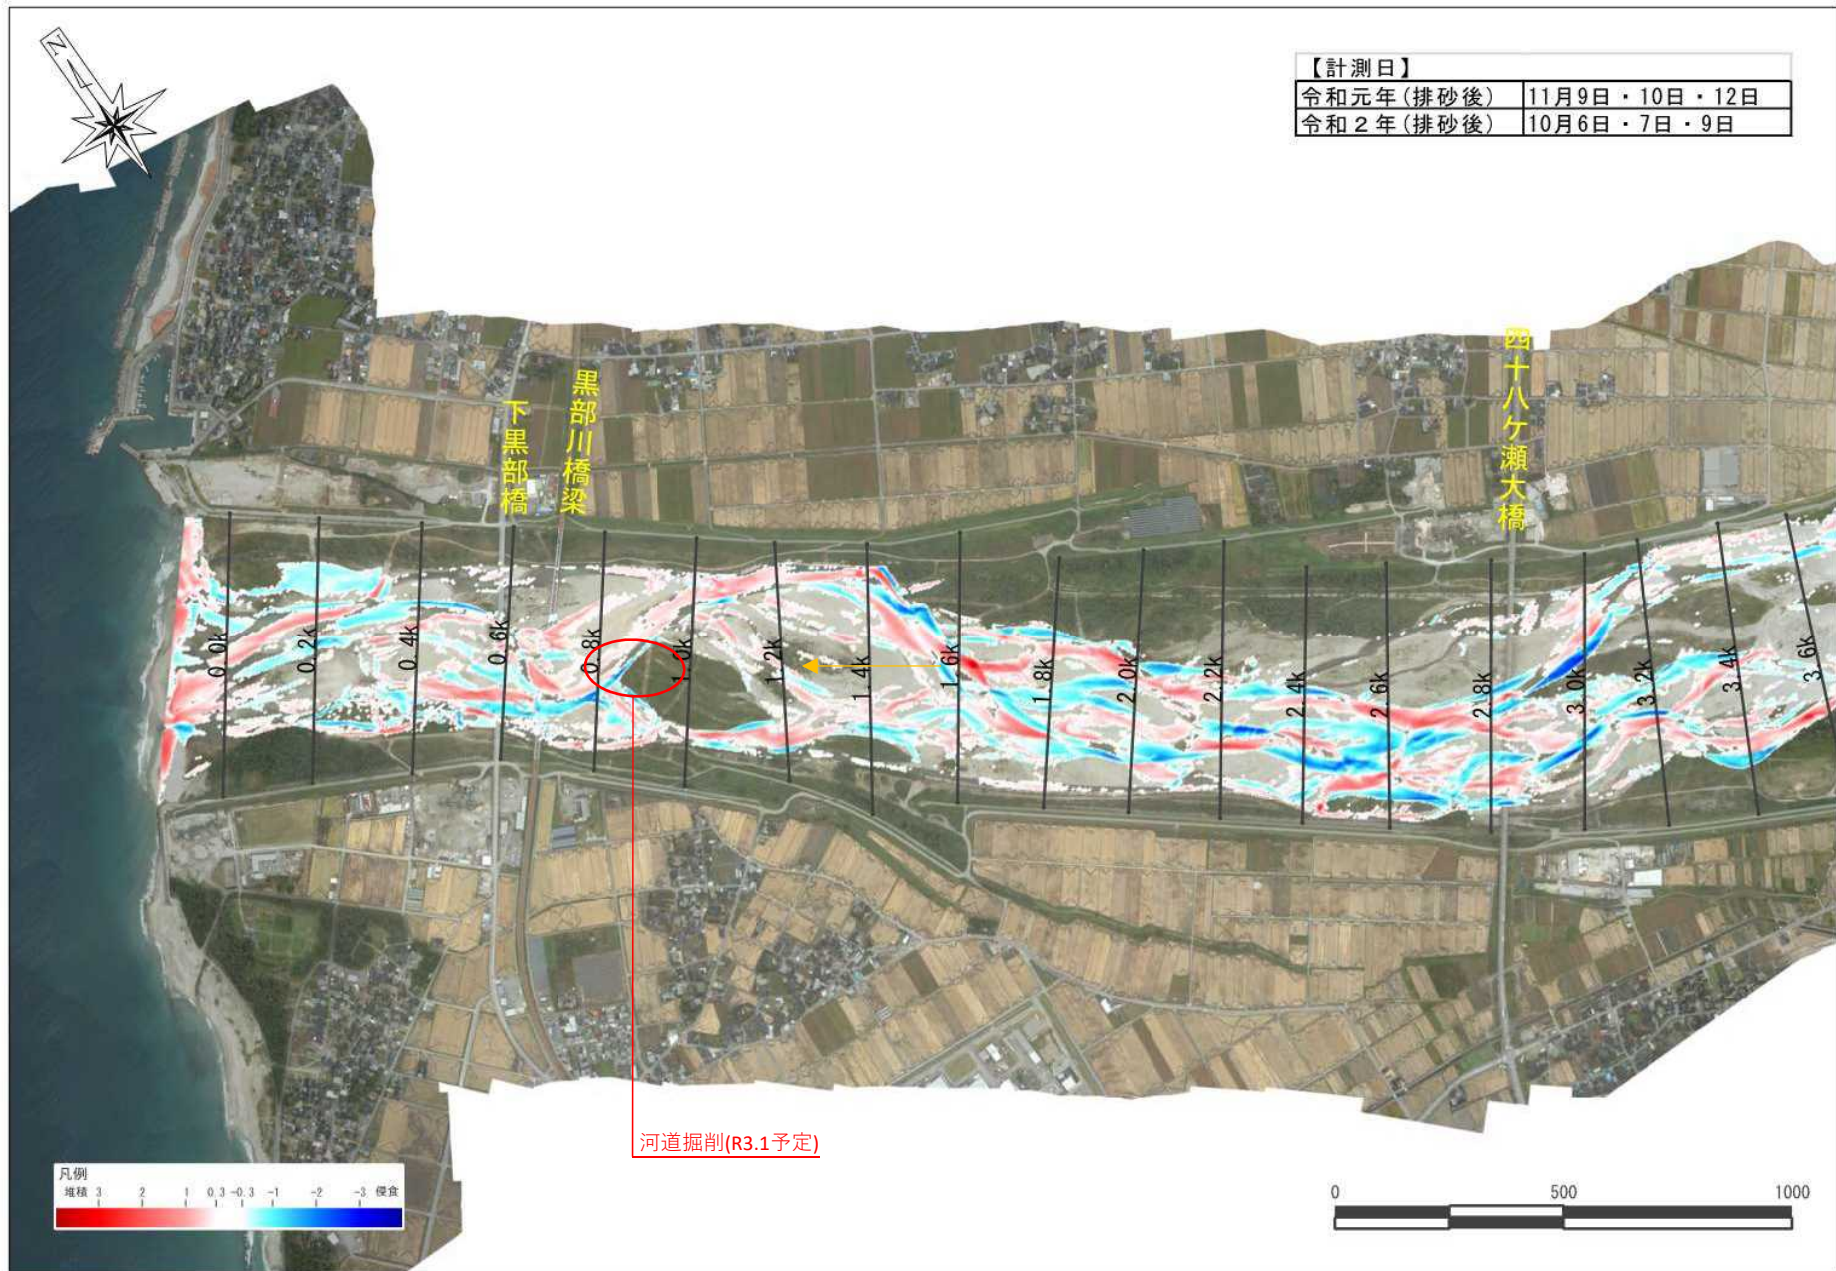 N
【計測日】
令和元年(排砂後) 11月9日・10日・12日
令和2年(排砂後) 10月6日・7日・9日
下黒部橋
黒部川橋梁
四十八ケ瀬大橋
0.0k
0.2k
0.4k
0.6k
0.8k
1.0k
1.2k
1.4k
1.6k
1.8k
2.0k
2.2k
2.4k
2.6k
2.8k
3.0k
3.2k
3.4k
3.6k
河道掘削(R3.1予定)
凡例
堆積 3 2 1 0.3 -0.3 -1 -2 -3 侵食
0 500 1000